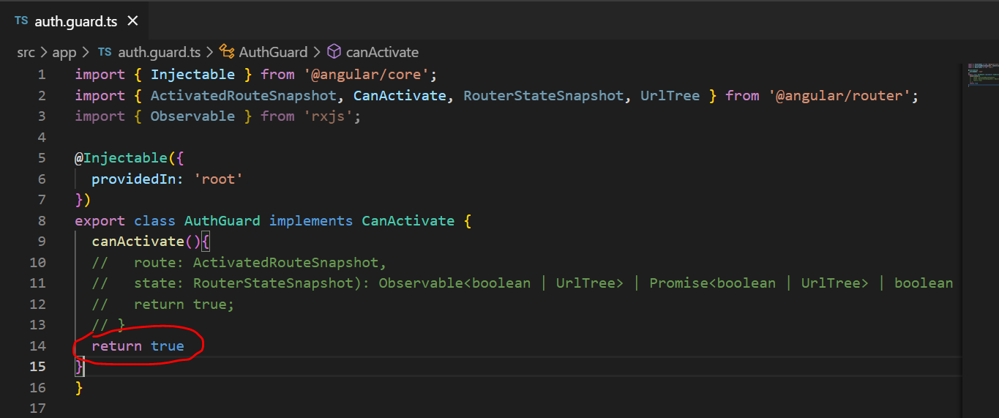 TS auth.guard.ts ×
src > app > TS auth.guard.ts > AuthGuard > canActivate
1 import { Injectable } from '@angular/core';
2 import { ActivatedRouteSnapshot, CanActivate, RouterStateSnapshot, UrlTree } from '@angular/router';
3 import { Observable } from 'rxjs';
4
5 @Injectable({
6   providedIn: 'root'
7 })
8 export class AuthGuard implements CanActivate {
9   canActivate(){
10   //   route: ActivatedRouteSnapshot,
11   //   state: RouterStateSnapshot): Observable<boolean | UrlTree> | Promise<boolean | UrlTree> | boolean
12   //   return true;
13   // }
14   return true
15 }
16 }
17